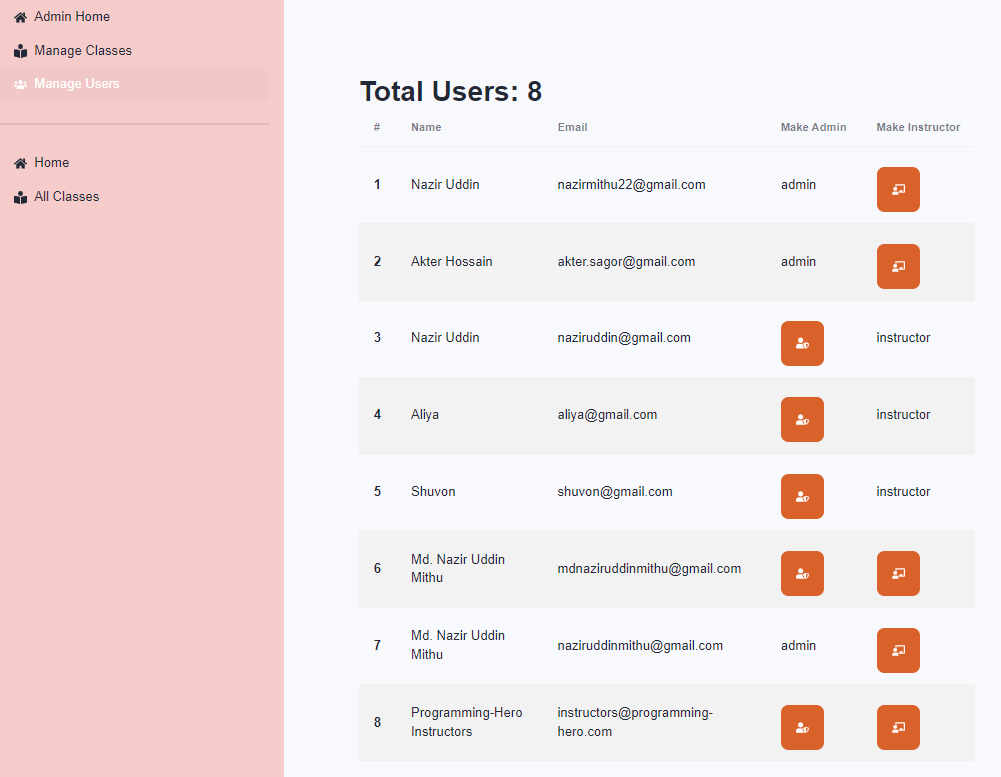 Admin Home
Manage Classes
Manage Users
Home
All Classes
Total Users: 8
# Name Email Make Admin Make Instructor
1 Nazir Uddin nazirmithu22@gmail.com admin
2 Akter Hossain akter.sagor@gmail.com admin
3 Nazir Uddin naziruddin@gmail.com instructor
4 Aliya aliya@gmail.com instructor
5 Shuvon shuvon@gmail.com instructor
6 Md. Nazir Uddin
Mithu mdnaziruddinmithu@gmail.com
7 Md. Nazir Uddin
Mithu naziruddinmithu@gmail.com admin
8 Programming-Hero
Instructors instructors@programming-
hero.com